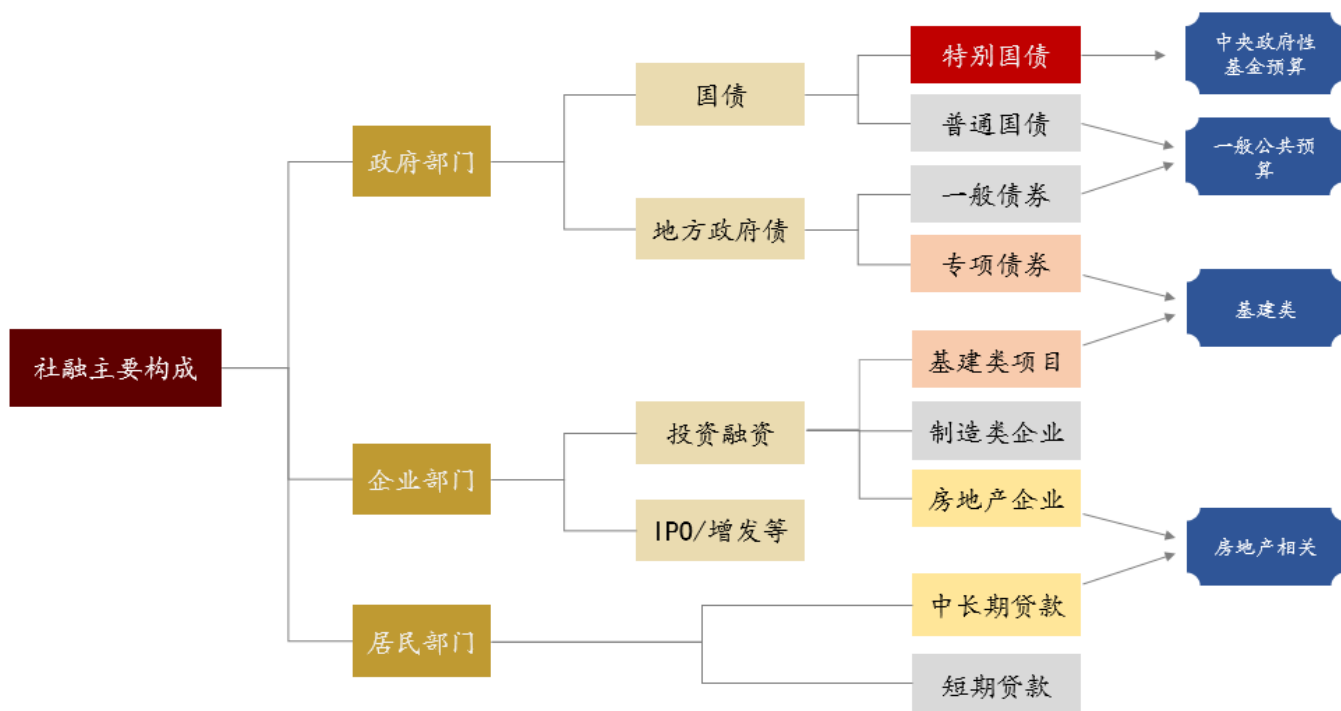 社融主要构成
政府部门
企业部门
居民部门
国债
地方政府债
投资融资
IPO/增发等
特别国债
普通国债
一般债券
专项债券
基建类项目
制造类企业
房地产企业
中长期贷款
短期贷款
中央政府性
基金预算
一般公共预
算
基建类
房地产相关